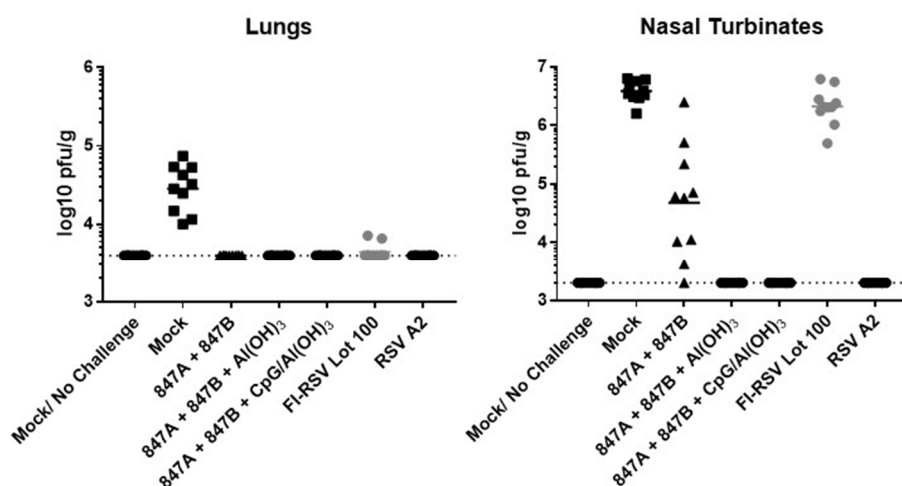 Lungs
log10 pfu/g
6
5
4
3
Mock/ No Challenge
Mock
847A + 847B
847A + 847B + Al(OH)₃
847A + 847B + CpG/Al(OH)₃
FI-RSV Lot 100
RSV A2
Nasal Turbinates
log10 pfu/g
7
6
5
4
3
Mock/ No Challenge
Mock
847A + 847B
847A + 847B + Al(OH)₃
847A + 847B + CpG/Al(OH)₃
FI-RSV Lot 100
RSV A2